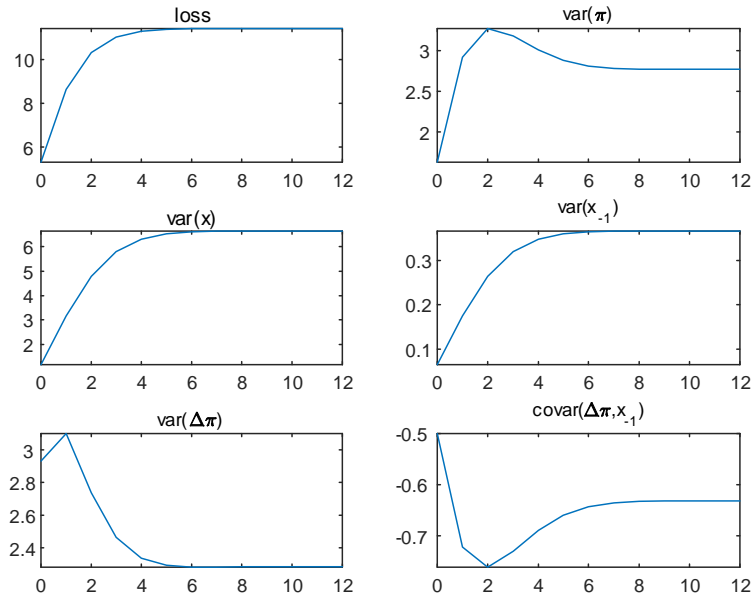 loss
10
8
6
0 2 4 6 8 10 12
var(π)
3
2.5
2
0 2 4 6 8 10 12
var(x)
6
5
4
3
2
0 2 4 6 8 10 12
var(x₋₁)
0.3
0.2
0.1
0 2 4 6 8 10 12
var(Δπ)
3
2.8
2.6
2.4
0 2 4 6 8 10 12
covar(Δπ,x₋₁)
-0.5
-0.6
-0.7
0 2 4 6 8 10 12